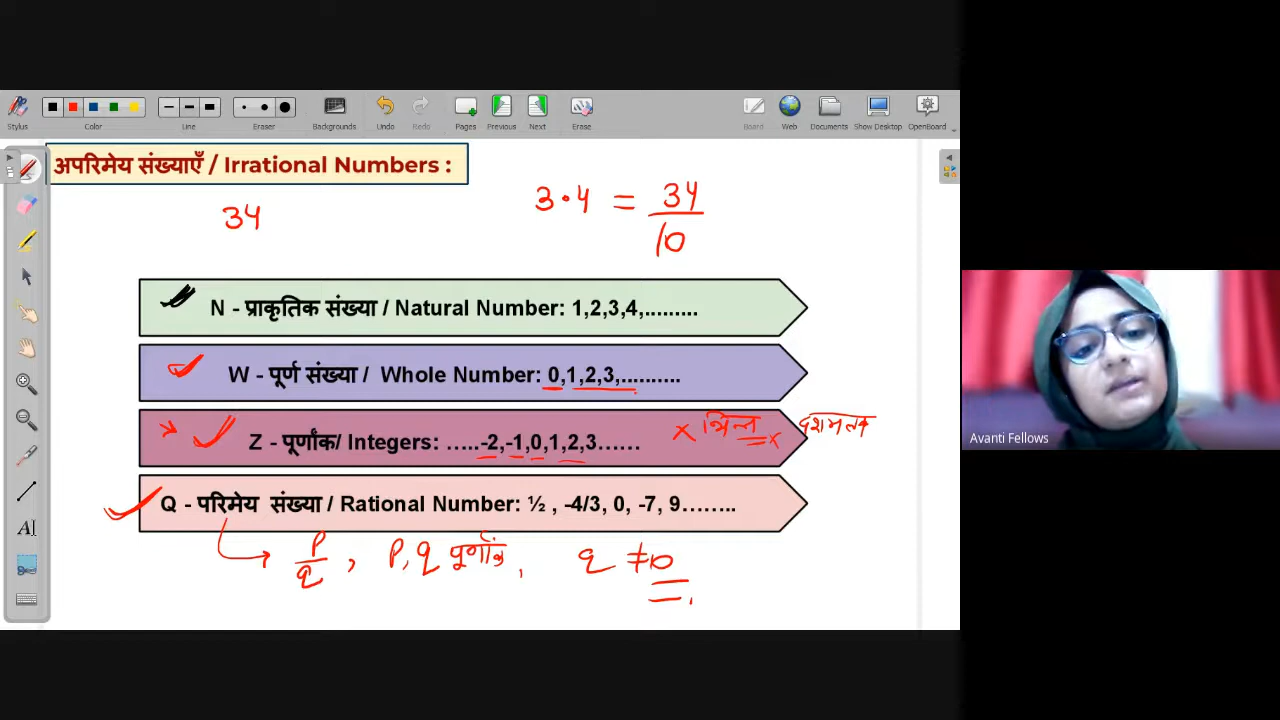 Stylus
Color
Line
Eraser
Backgrounds
Undo
Redo
Pages
Previous
Next
Erase
Board
Web
Documents
Show Desktop
OpenBoard
अपरिमेय संख्याएँ / Irrational Numbers :
34
3.4 = 34/10
N - प्राकृतिक संख्या / Natural Number: 1,2,3,4,.........
W - पूर्ण संख्या / Whole Number: 0,1,2,3,..........
Z - पूर्णांक/ Integers: .....-2,-1,0,1,2,3......
x भिन्न x दशमलव
Q - परिमेय संख्या / Rational Number: ½ , -4/3, 0, -7, 9........
p/q , p,q पूर्णांक, q ≠ 0
Avanti Fellows